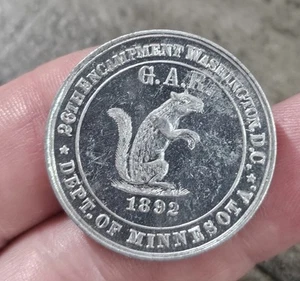 26TH ENCAMPMENT WASHINGTON, D.C.
G.A.R.
1892
★ DEPT. OF MINNESOTA. ★